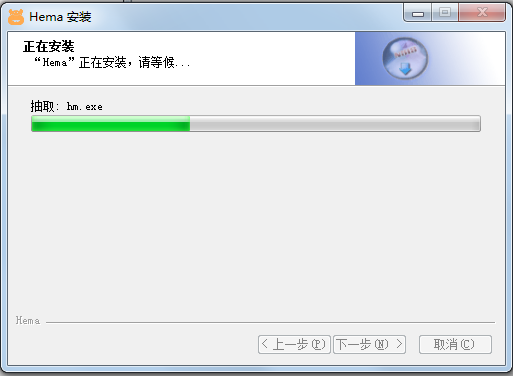 Hema 安装
正在安装
“Hema”正在安装，请等候...
抽取: hm.exe
Hema
< 上一步(P)
下一步(N) >
取消(C)